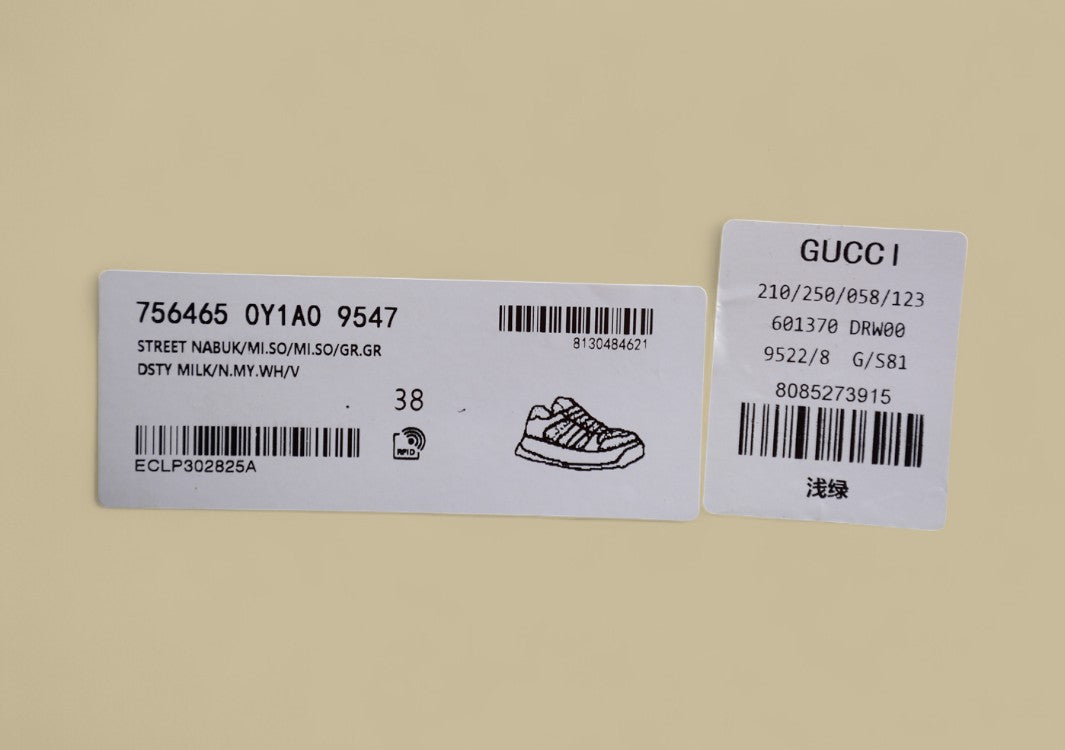 756465 0Y1A0 9547
8130484621
STREET NABUK/MI.SO/MI.SO/GR.GR
DSTY MILK/N.MY.WH/V
38
RFID
ECLP302825A
GUCCI
210/250/058/123
601370 DRW00
9522/8 G/S81
8085273915
浅绿